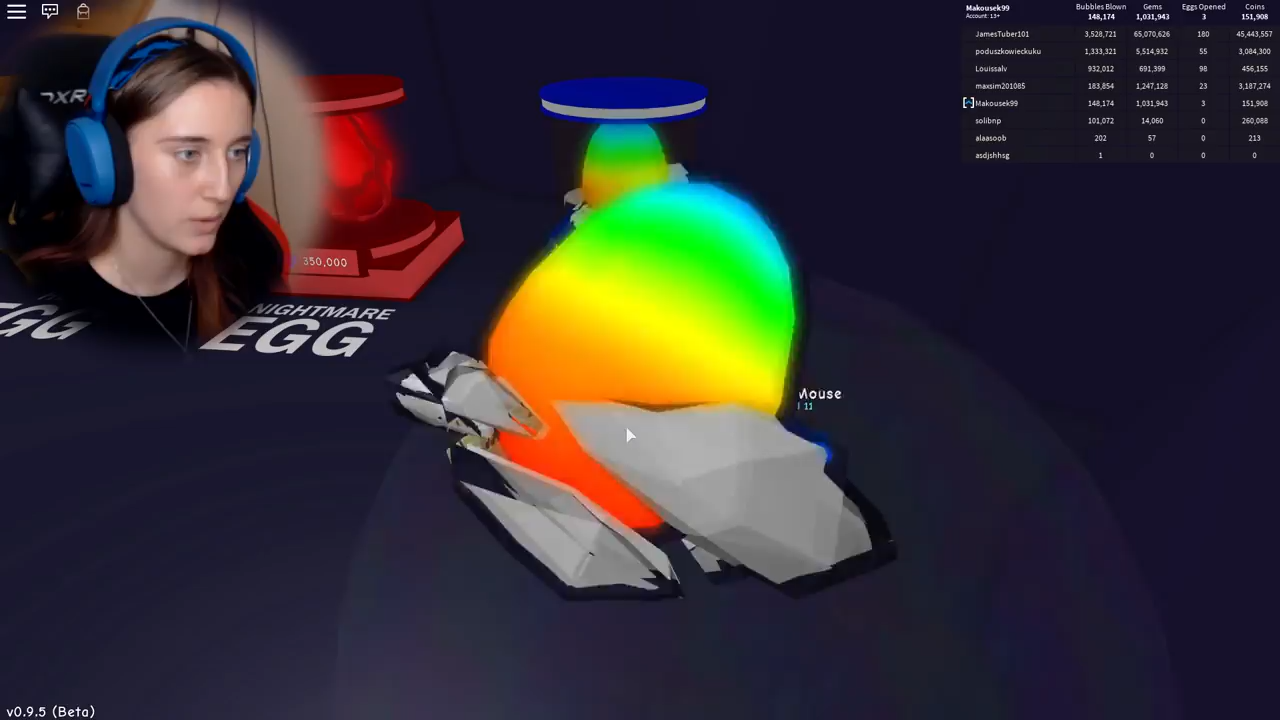 Makousek99 Bubbles Blown Gems Eggs Opened Coins
Account: 13+ 148,174 1,031,943 3 151,908
JamesTuber101 3,528,721 65,070,626 180 45,443,557
poduszkowieckuku 1,333,321 5,514,932 55 3,084,300
Louissalv 932,012 691,399 98 456,155
maxsim201085 183,854 1,247,128 23 3,187,274
Makousek99 148,174 1,031,943 3 151,908
solibnp 101,072 14,060 0 260,088
alaasoob 202 57 0 213
asdjshhsg 1 0 0 0
350,000
NIGHTMARE
EGG
Mouse
11
v0.9.5 (Beta)